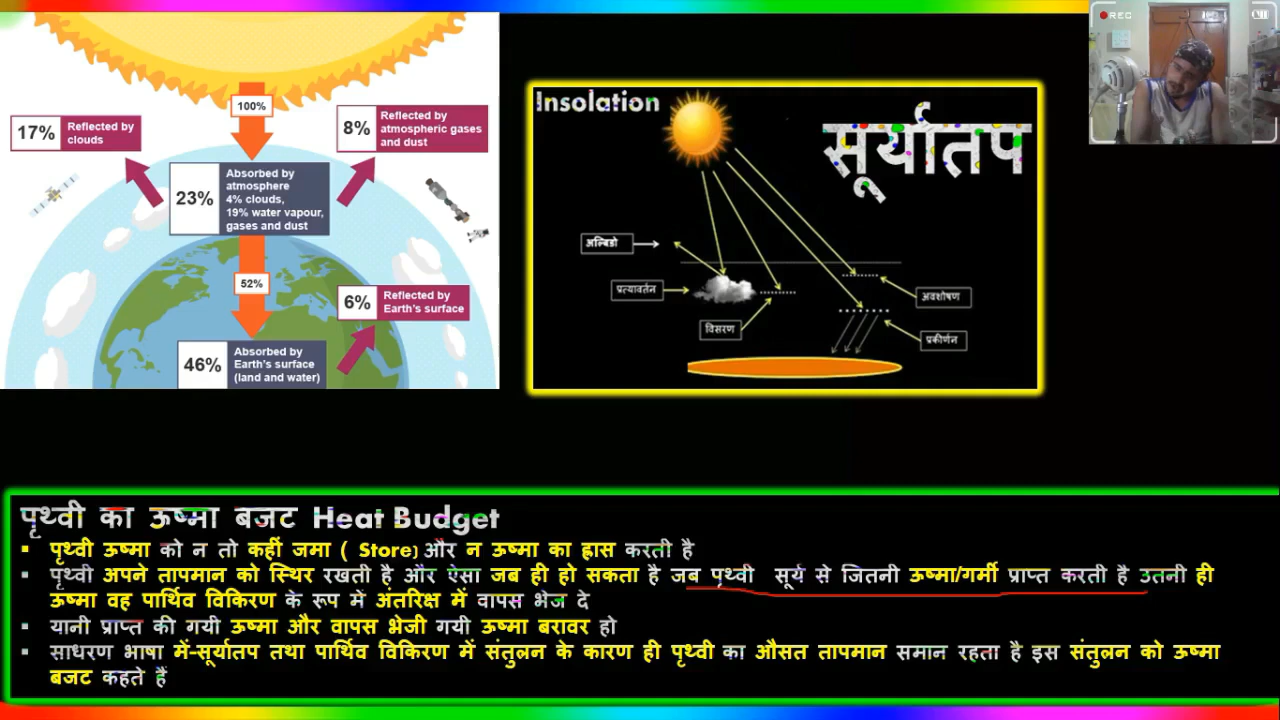 100%
17% Reflected by
clouds
8% Reflected by
atmospheric gases
and dust
23% Absorbed by
atmosphere
4% clouds,
19% water vapour,
gases and dust
52%
6% Reflected by
Earth's surface
46% Absorbed by
Earth's surface
(land and water)
Insolation
सूर्यातप
अल्बिडो
प्रत्यावर्तन
विसरण
अवशोषण
प्रकीर्णन
REC
पृथ्वी का ऊष्मा बजट Heat Budget
▪ पृथ्वी ऊष्मा को न तो कहीं जमा ( Store) और न ऊष्मा का ह्रास करती है
▪ पृथ्वी अपने तापमान को स्थिर रखती है और ऐसा जब ही हो सकता है जब पृथ्वी सूर्य से जितनी ऊष्मा/गर्मी प्राप्त करती है उतनी ही
ऊष्मा वह पार्थिव विकिरण के रूप में अंतरिक्ष में वापस भेज दे
▪ यानी प्राप्त की गयी ऊष्मा और वापस भेजी गयी ऊष्मा बरावर हो
▪ साधरण भाषा में-सूर्यातप तथा पार्थिव विकिरण में संतुलन के कारण ही पृथ्वी का औसत तापमान समान रहता है इस संतुलन को ऊष्मा
बजट कहते हैं